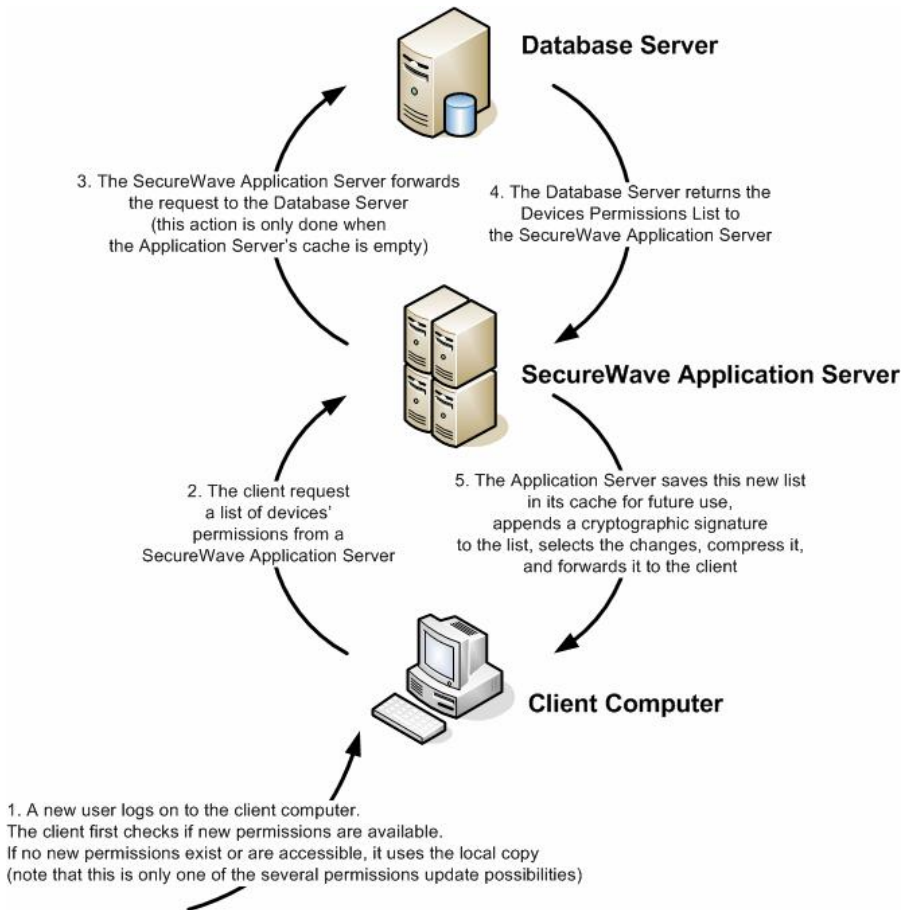 Database Server
3. The SecureWave Application Server forwards
the request to the Database Server
(this action is only done when
the Application Server's cache is empty)
4. The Database Server returns the
Devices Permissions List to
the SecureWave Application Server
SecureWave Application Server
2. The client request
a list of devices'
permissions from a
SecureWave Application Server
5. The Application Server saves this new list
in its cache for future use,
appends a cryptographic signature
to the list, selects the changes, compress it,
and forwards it to the client
Client Computer
1. A new user logs on to the client computer.
The client first checks if new permissions are available.
If no new permissions exist or are accessible, it uses the local copy
(note that this is only one of the several permissions update possibilities)